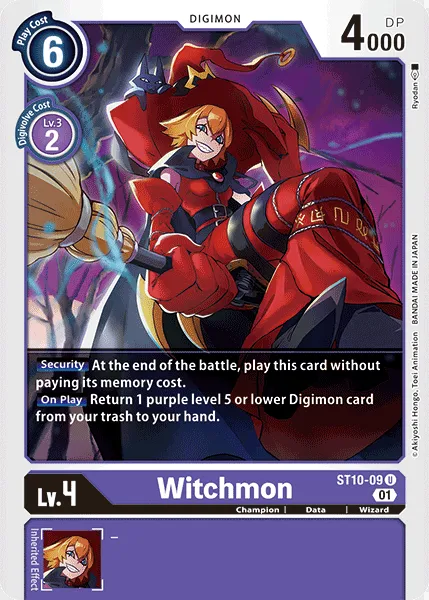 Play Cost
6
DIGIMON
DP
4000
Digivolve Cost
Lv.3
2
Ryodan
Security At the end of the battle, play this card without
paying its memory cost.
On Play Return 1 purple level 5 or lower Digimon card
from your trash to your hand.
© Akiyoshi Hongo, Toei Animation BANDAI MADE IN JAPAN
Lv.4
Witchmon
ST10-09 U
01
Champion | Data | Wizard
Inherited Effect
–